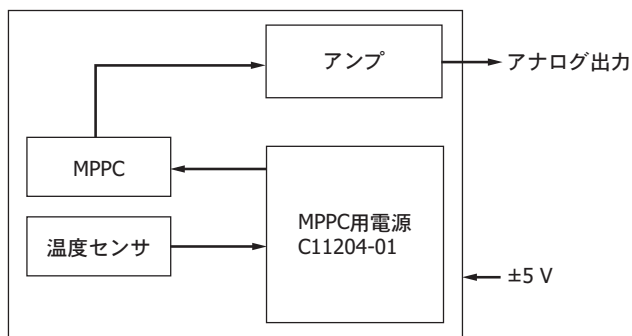 アンプ
アナログ出力
MPPC
MPPC用電源
C11204-01
温度センサ
±5 V